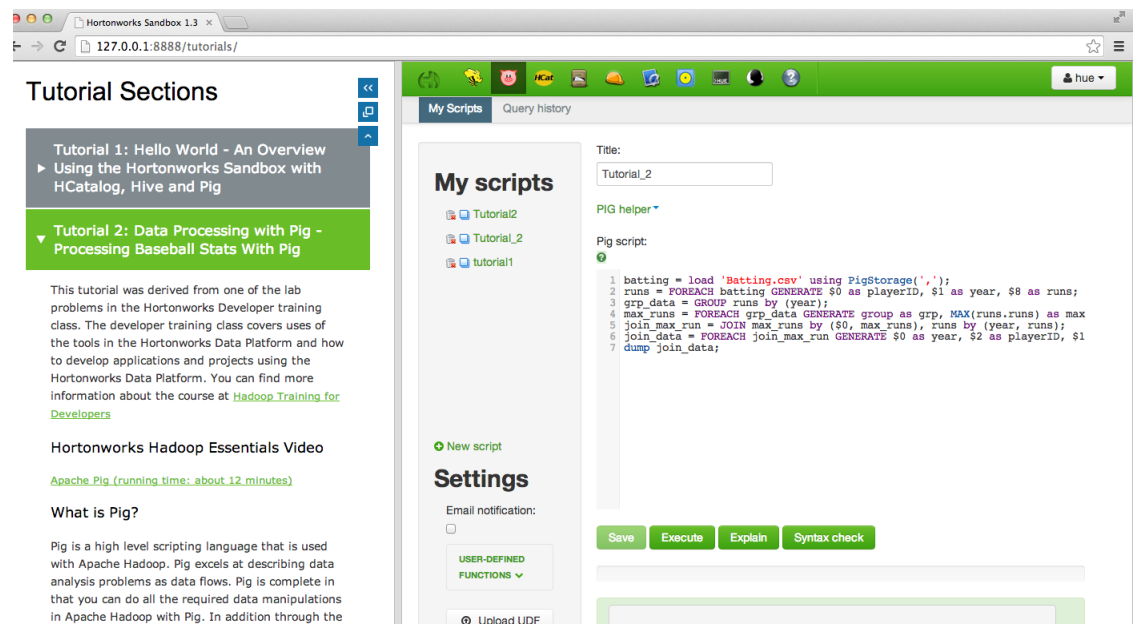 Hortonworks Sandbox 1.3
127.0.0.1:8888/tutorials/
Tutorial Sections
Tutorial 1: Hello World - An Overview
Using the Hortonworks Sandbox with
HCatalog, Hive and Pig
Tutorial 2: Data Processing with Pig -
Processing Baseball Stats With Pig
This tutorial was derived from one of the lab
problems in the Hortonworks Developer training
class. The developer training class covers uses of
the tools in the Hortonworks Data Platform and how
to develop applications and projects using the
Hortonworks Data Platform. You can find more
information about the course at Hadoop Training for
Developers
Hortonworks Hadoop Essentials Video
Apache Pig (running time: about 12 minutes)
What is Pig?
Pig is a high level scripting language that is used
with Apache Hadoop. Pig excels at describing data
analysis problems as data flows. Pig is complete in
that you can do all the required data manipulations
in Apache Hadoop with Pig. In addition through the
HCat
hue
My Scripts
Query history
My scripts
Tutorial2
Tutorial_2
tutorial1
New script
Settings
Email notification:
USER-DEFINED
FUNCTIONS
Upload UDF
Title:
Tutorial_2
PIG helper
Pig script:
1 batting = load 'Batting.csv' using PigStorage(',');
2 runs = FOREACH batting GENERATE $0 as playerID, $1 as year, $8 as runs;
3 grp_data = GROUP runs by (year);
4 max_runs = FOREACH grp_data GENERATE group as grp, MAX(runs.runs) as max
5 join_max_run = JOIN max_runs by ($0, max_runs), runs by (year, runs);
6 join_data = FOREACH join_max_run GENERATE $0 as year, $2 as playerID, $1
7 dump join_data;
Save
Execute
Explain
Syntax check